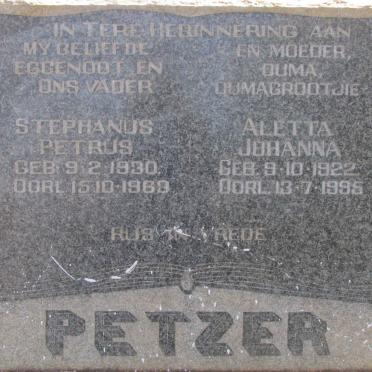 IN TERE HERINNERING AAN
MY GELIEFDE
EGGENOOT EN
ONS VADER
STEPHANUS
PETRUS
GEB. 9-2-1930.
OORL. 15-10-1969
EN MOEDER,
OUMA,
OUMAGROOTJIE
ALETTA
JOHANNA
GEB. 9-10-1922
OORL. 13-7-1995
RUS IN VREDE
PETZER